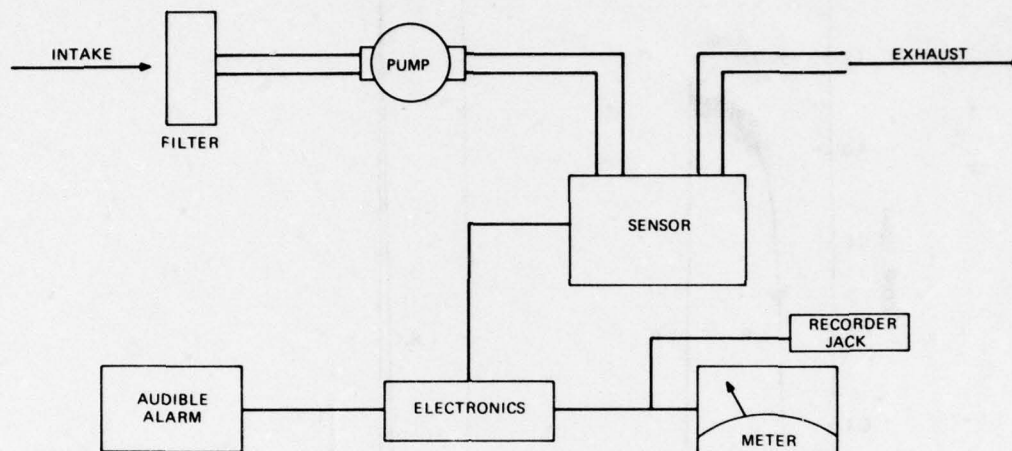 INTAKE
FILTER
PUMP
EXHAUST
SENSOR
RECORDER
JACK
AUDIBLE
ALARM
ELECTRONICS
METER